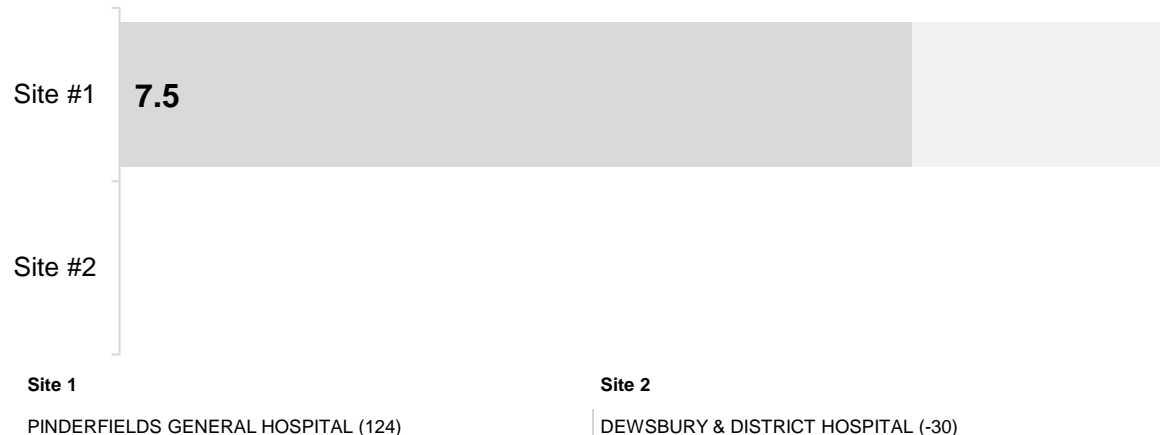 Site #1 7.5
Site #2
Site 1 Site 2
PINDERFIELDS GENERAL HOSPITAL (124) DEWSBURY & DISTRICT HOSPITAL (-30)